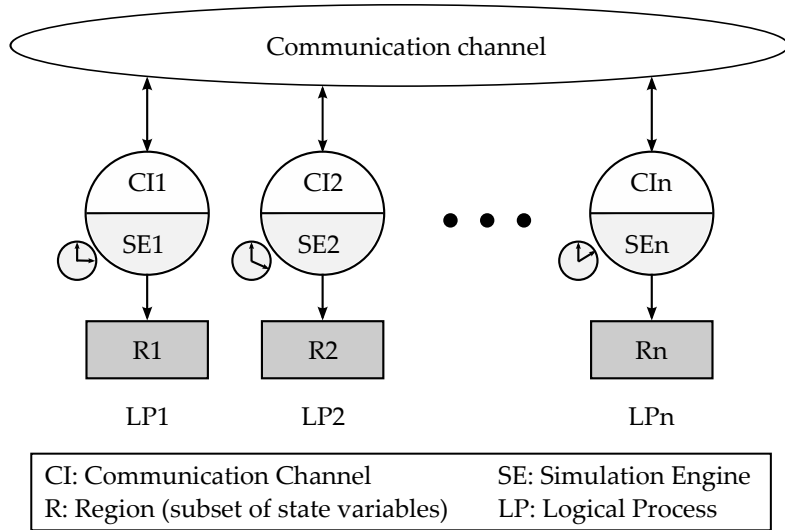 Communication channel
CI1 CI2 CIn
SE1 SE2 SEn
R1 R2 Rn
LP1 LP2 LPn
CI: Communication Channel SE: Simulation Engine
R: Region (subset of state variables) LP: Logical Process